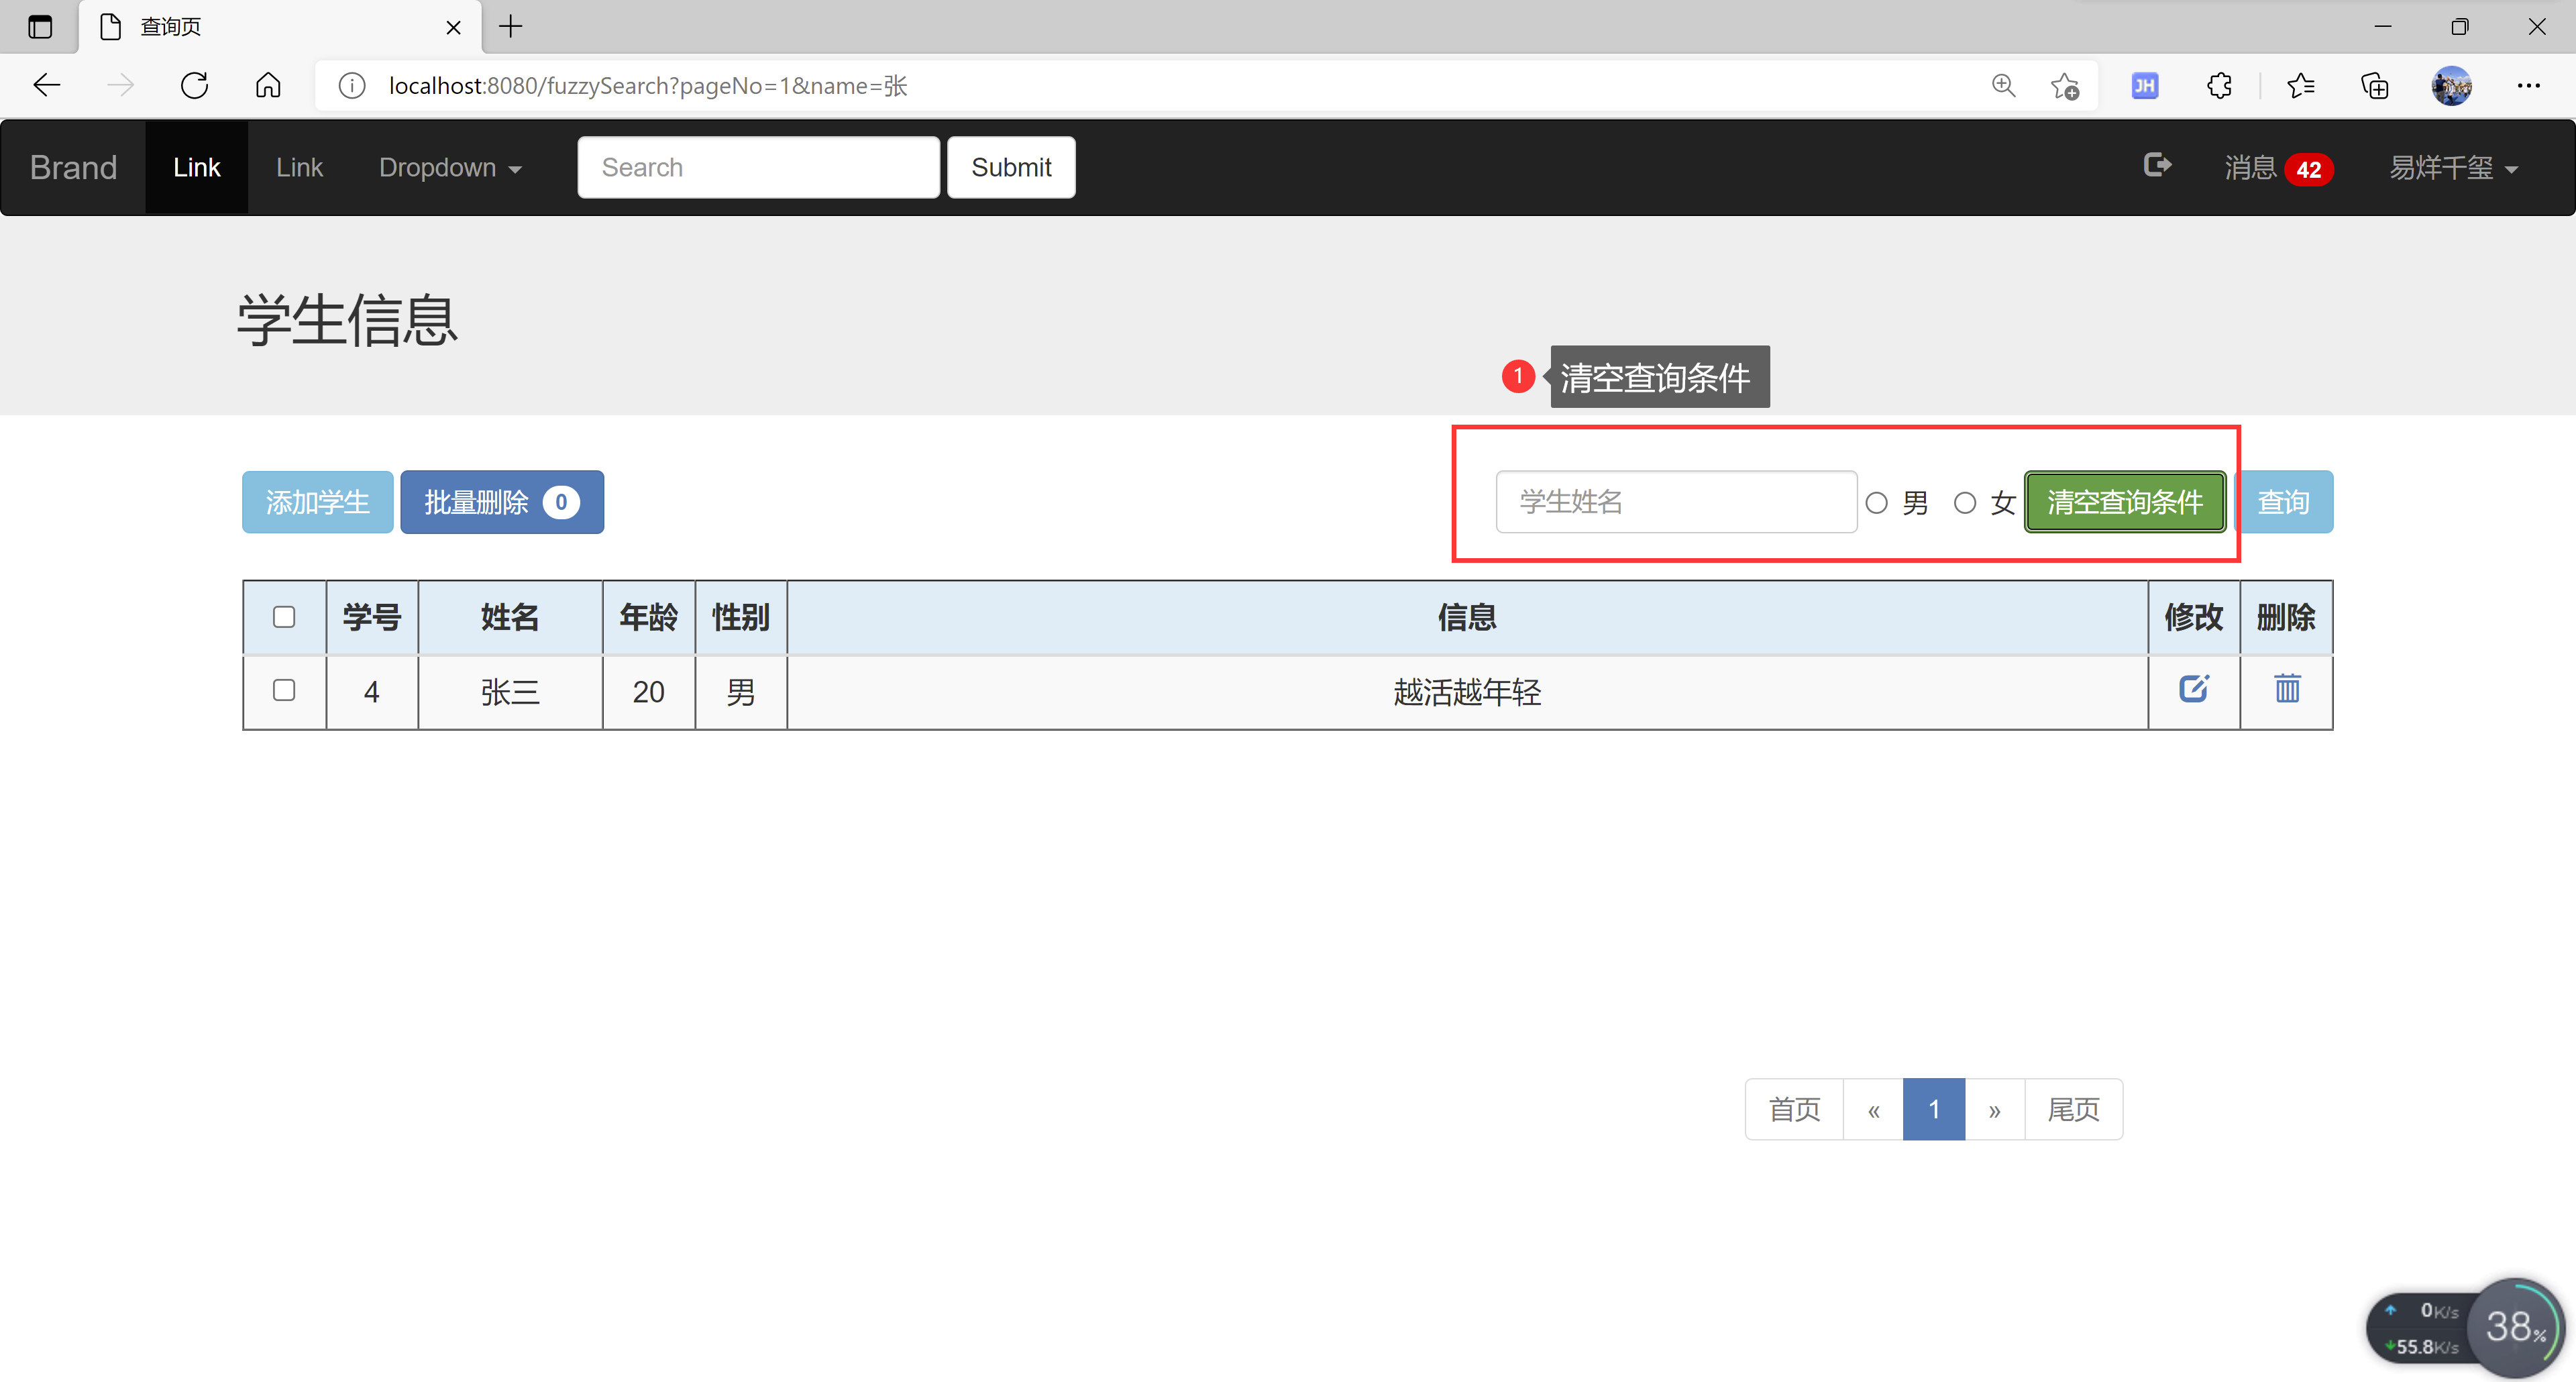 查询页
localhost:8080/fuzzySearch?pageNo=1&name=张
JH
Brand Link Link Dropdown Search Submit 消息 42 易烊千玺
学生信息
1 清空查询条件
添加学生 批量删除 0 学生姓名 男 女 清空查询条件 查询
学号 姓名 年龄 性别 信息 修改 删除
4 张三 20 男 越活越年轻
首页 « 1 » 尾页
0K/s
55.8K/s
38%